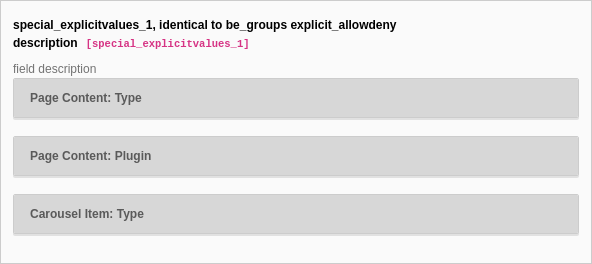 special_explicitvalues_1, identical to be_groups explicit_allowdeny
description [special_explicitvalues_1]
field description
Page Content: Type
Page Content: Plugin
Carousel Item: Type